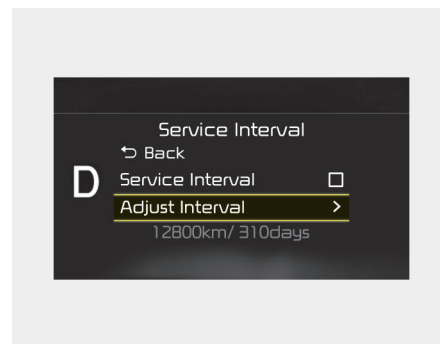 Service Interval
Back
D
Service Interval
Adjust Interval >
12800km/ 310days